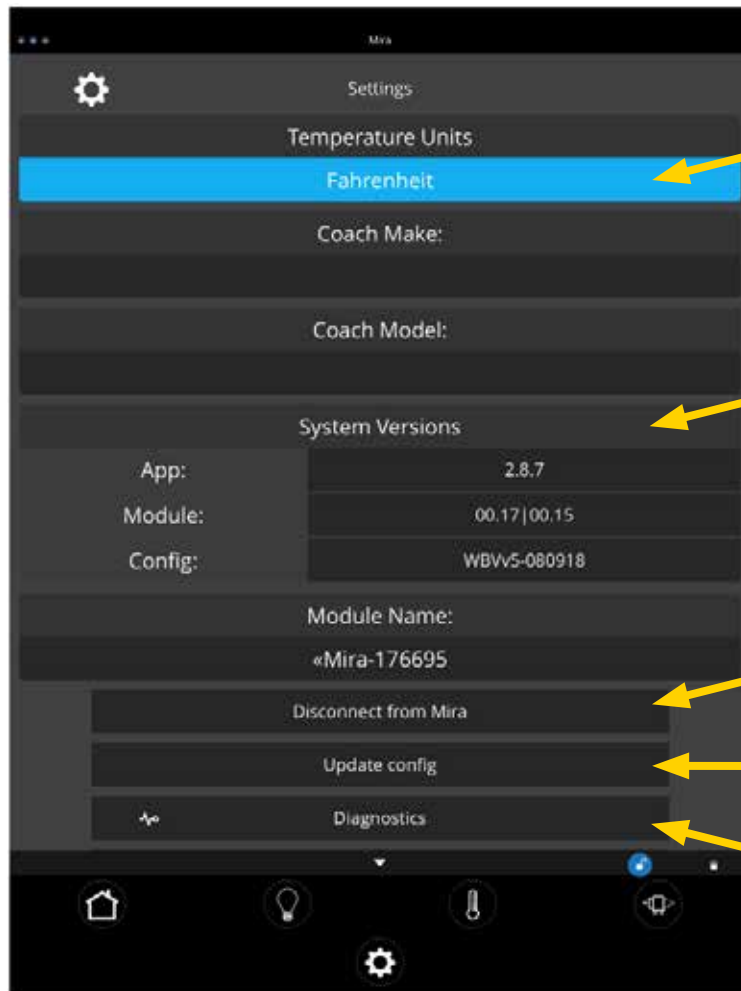 Mira
Settings
Temperature Units
Fahrenheit
Coach Make:
Coach Model:
System Versions
App: 2.8.7
Module: 00.17|00.15
Config: WBVv5-080918
Module Name:
«Mira-176695
Disconnect from Mira
Update config
Diagnostics